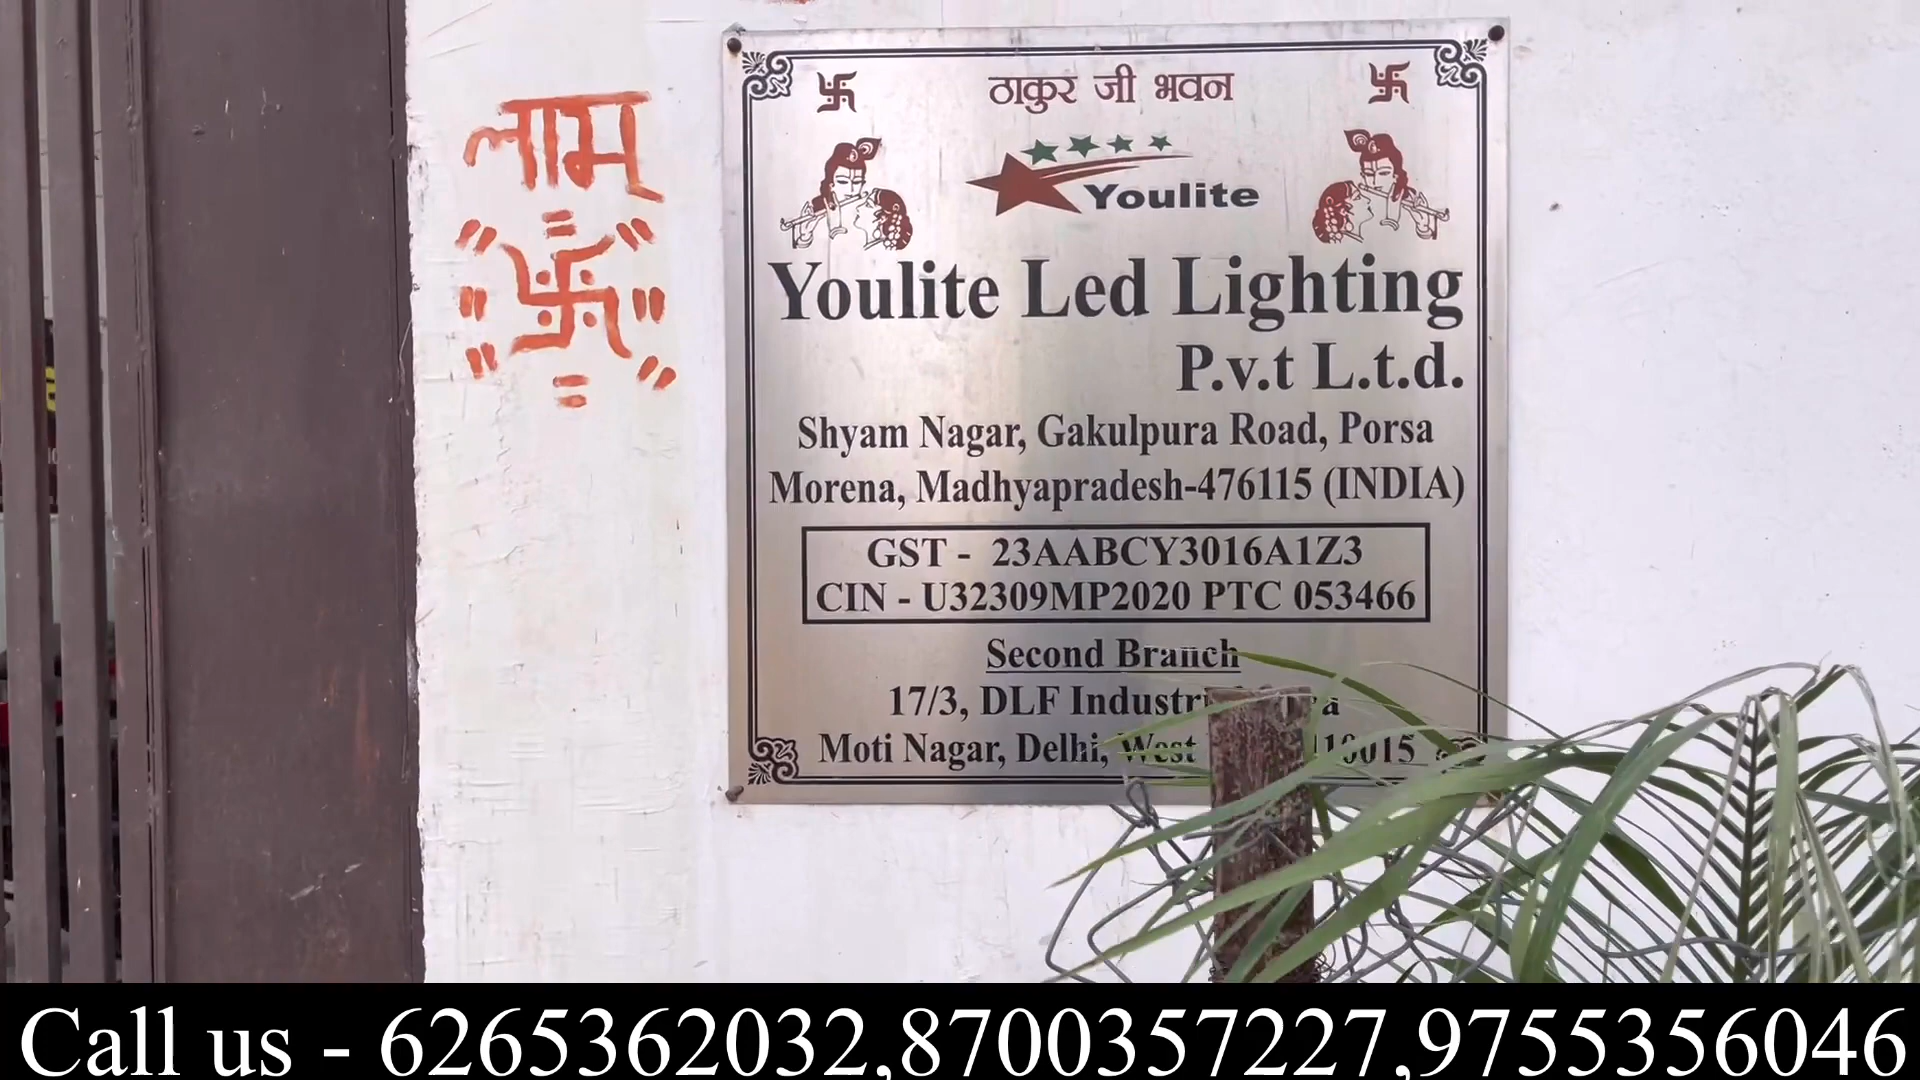 लाभ
ठाकुर जी भवन
Youlite
Youlite Led Lighting
P.v.t L.t.d.
Shyam Nagar, Gakulpura Road, Porsa
Morena, Madhyapradesh-476115 (INDIA)
GST - 23AABCY3016A1Z3
CIN - U32309MP2020 PTC 053466
Second Branch
17/3, DLF
Moti Nagar, Delhi, West
Call us - 6265362032,8700357227,9755356046